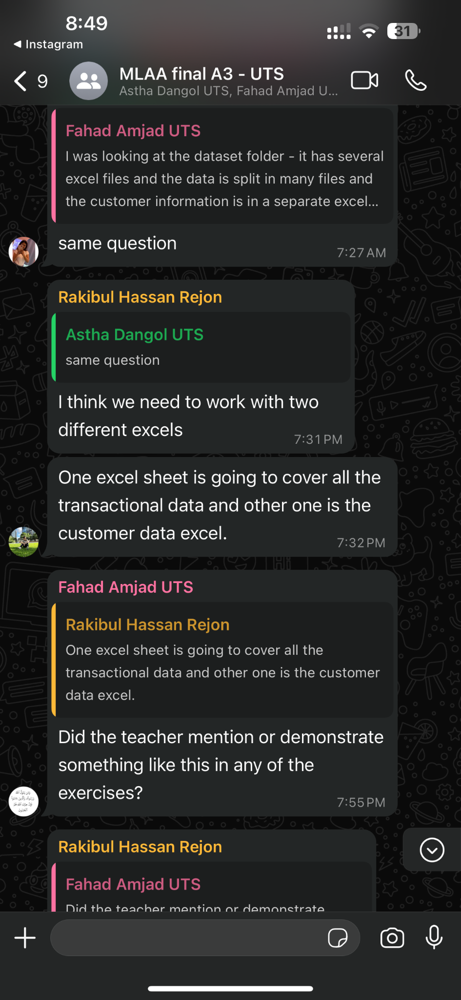 8:49
31
◀ Instagram
9
MLAA final A3 - UTS
Astha Dangol UTS, Fahad Amjad U...
Fahad Amjad UTS
I was looking at the dataset folder - it has several
excel files and the data is split in many files and
the customer information is in a separate excel...
same question
7:27 AM
Rakibul Hassan Rejon
Astha Dangol UTS
same question
I think we need to work with two
different excels
7:31 PM
One excel sheet is going to cover all the
transactional data and other one is the
customer data excel.
7:32 PM
Fahad Amjad UTS
Rakibul Hassan Rejon
One excel sheet is going to cover all the
transactional data and other one is the customer
data excel.
Did the teacher mention or demonstrate
something like this in any of the
exercises?
7:55 PM
Rakibul Hassan Rejon
Fahad Amjad UTS
Did the teacher mention or demonstrate